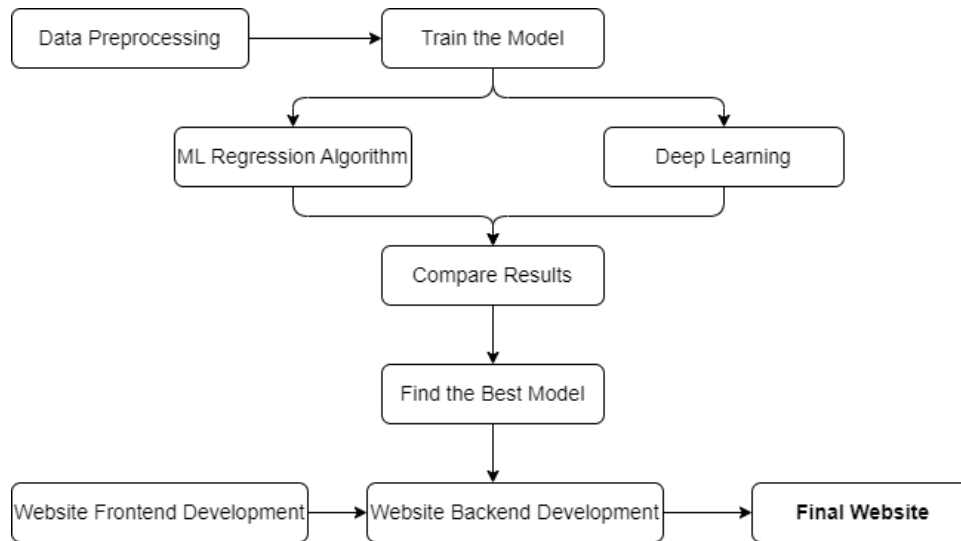 Data Preprocessing
Train the Model
ML Regression Algorithm
Deep Learning
Compare Results
Find the Best Model
Website Frontend Development
Website Backend Development
Final Website